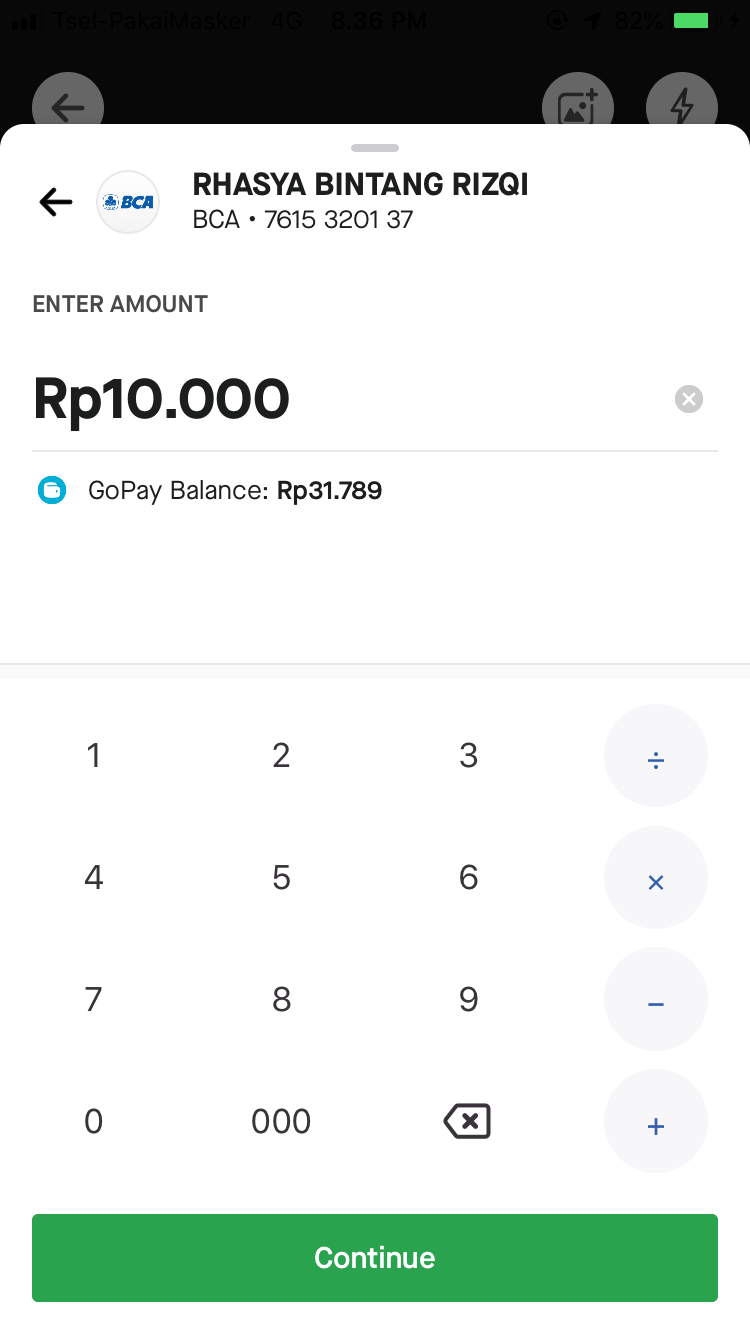 Tsel-PakaiMasker 4G 8.36 PM 82%
RHASYA BINTANG RIZQI
BCA
BCA • 7615 3201 37
ENTER AMOUNT
Rp10.000
GoPay Balance: Rp31.789
1 2 3 ÷
4 5 6 ×
7 8 9 −
0 000 +
Continue